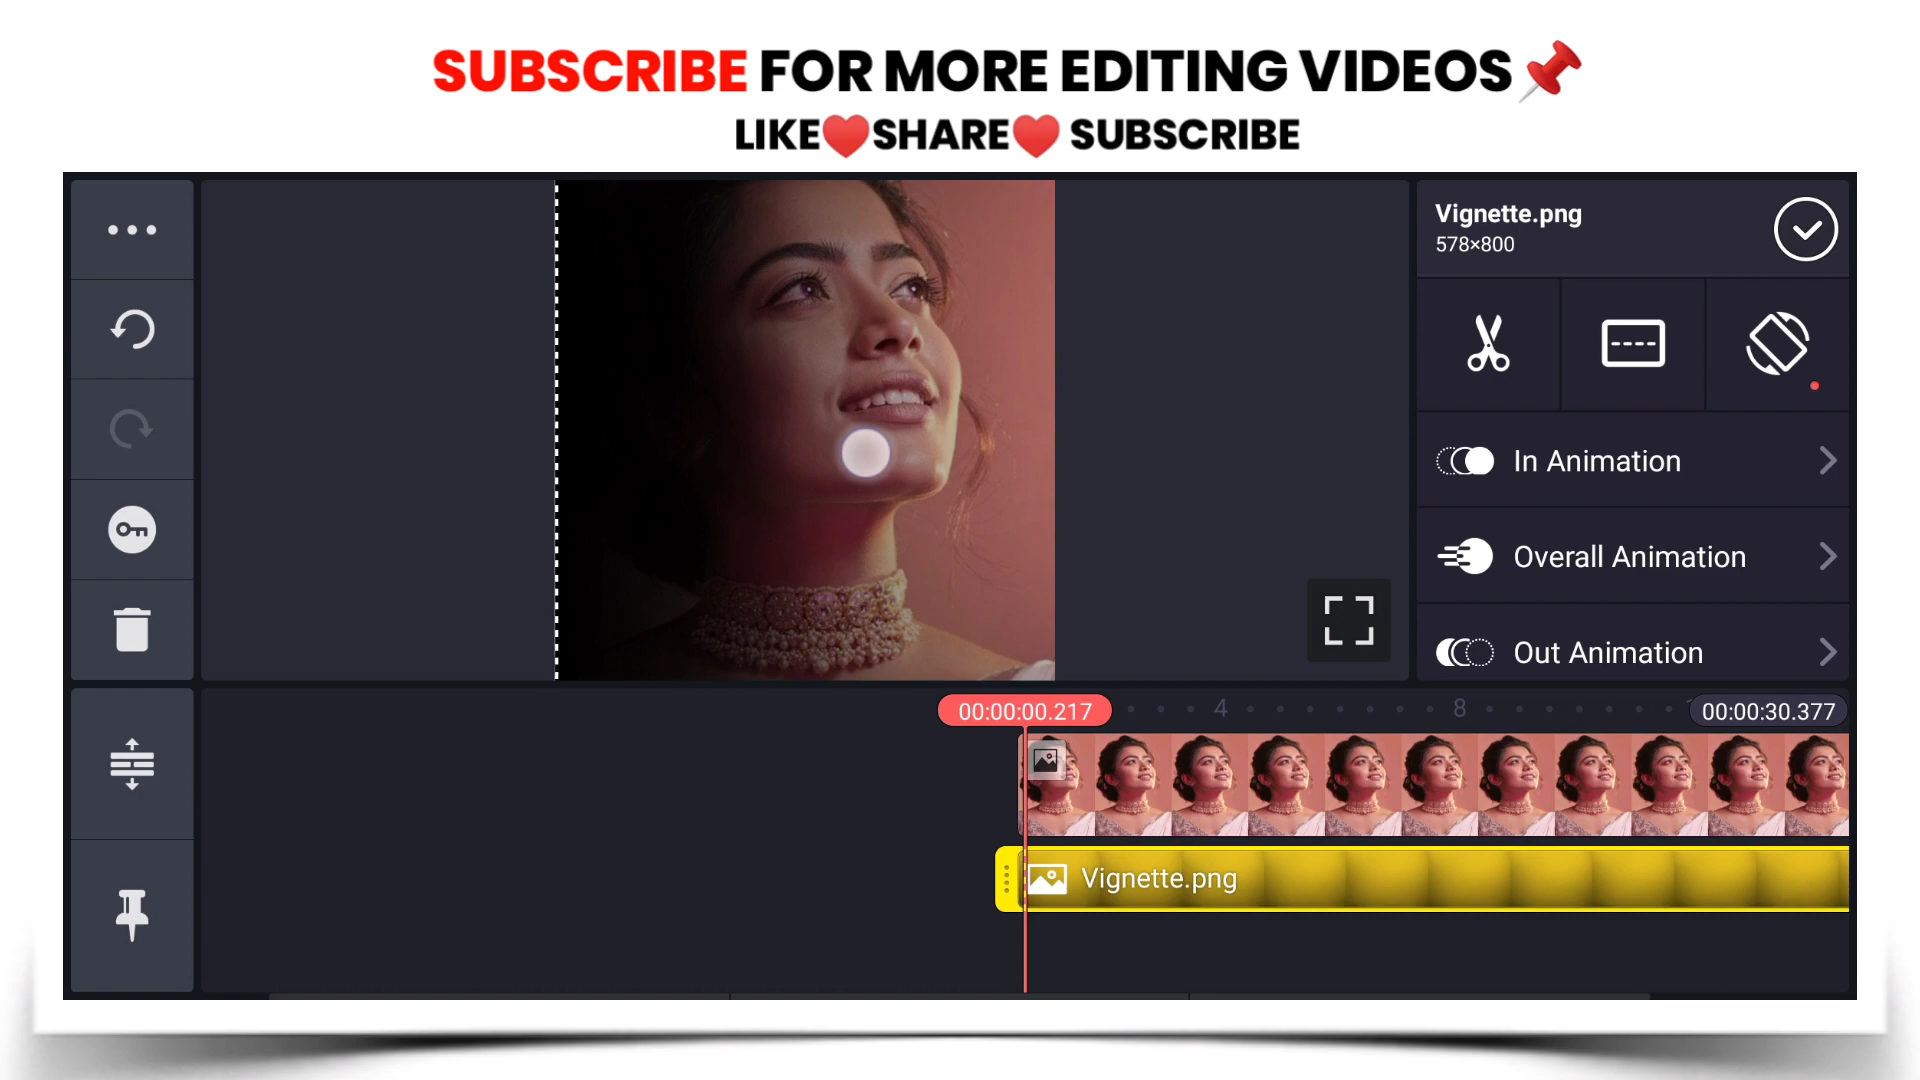 SUBSCRIBE FOR MORE EDITING VIDEOS
LIKE SHARE SUBSCRIBE
Vignette.png
578×800
In Animation
Overall Animation
Out Animation
00:00:00.217
4
8
00:00:30.377
Vignette.png